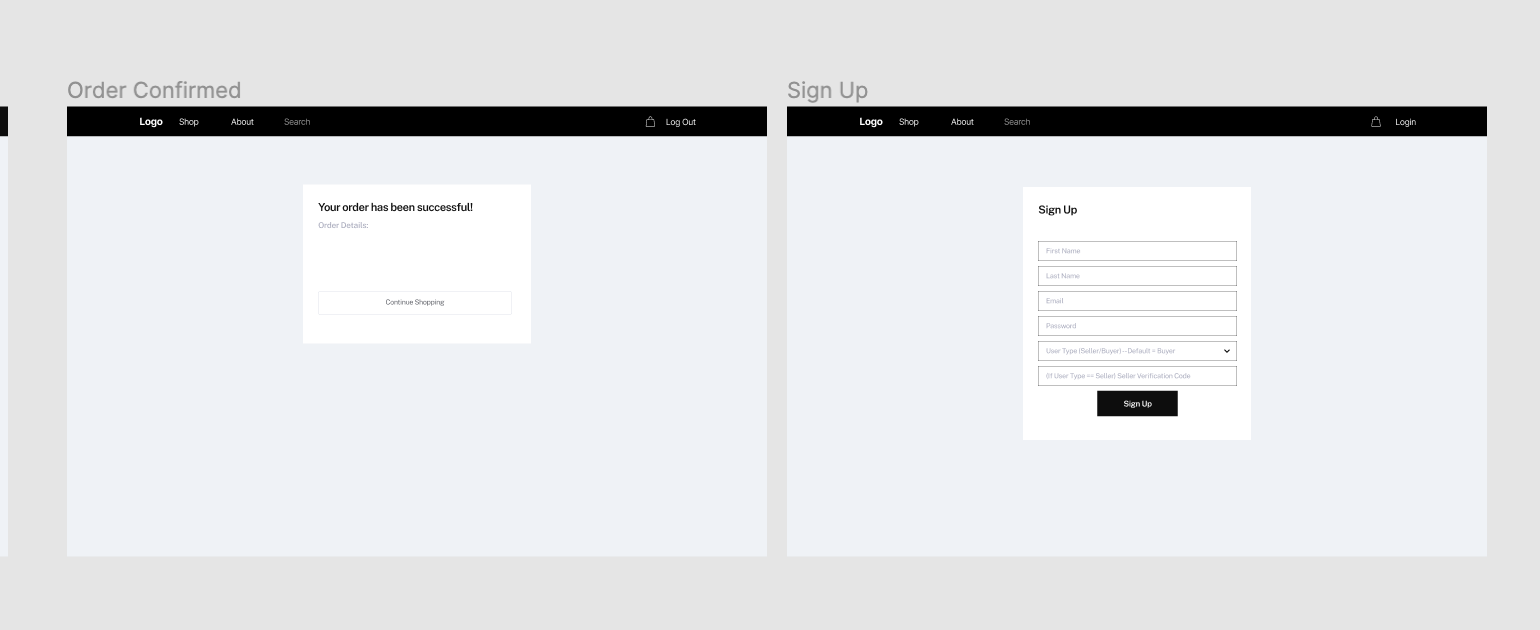 Order Confirmed
Logo Shop About Search Log Out
Your order has been successful!
Order Details:
Continue Shopping
Sign Up
Logo Shop About Search Login
Sign Up
First Name
Last Name
Email
Password
User Type (Seller/Buyer) -- Default = Buyer
(If User Type == Seller) Seller Verification Code
Sign Up